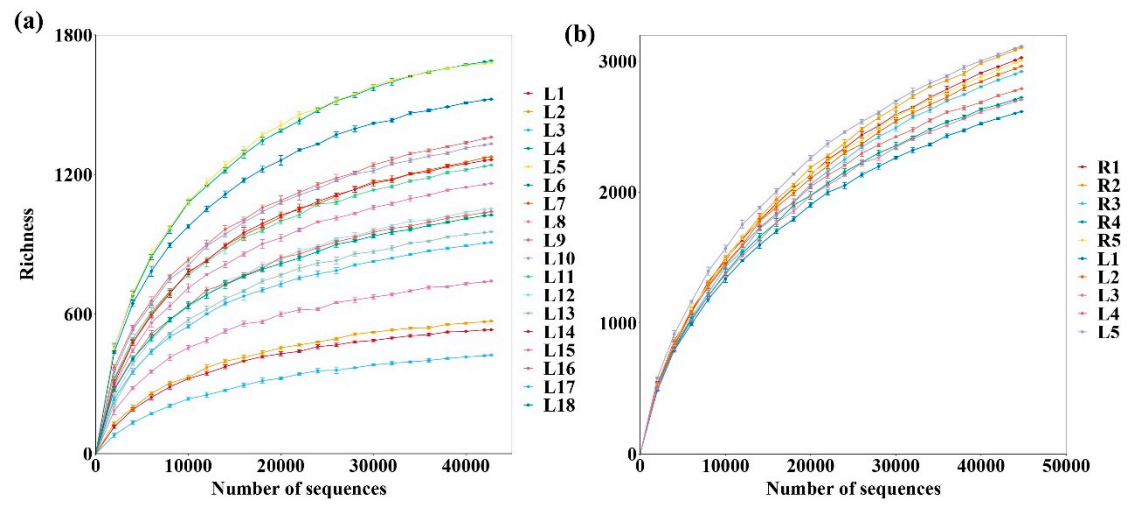 (a)
1800
1200
600
0
Richness
0
10000
20000
30000
40000
Number of sequences
L1
L2
L3
L4
L5
L6
L7
L8
L9
L10
L11
L12
L13
L14
L15
L16
L17
L18
(b)
3000
2000
1000
0
0
10000
20000
30000
40000
50000
Number of sequences
R1
R2
R3
R4
R5
L1
L2
L3
L4
L5